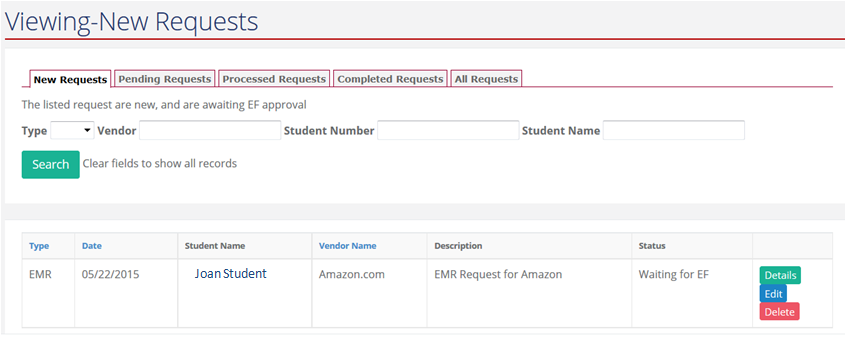 Viewing-New Requests
New Requests Pending Requests Processed Requests Completed Requests All Requests
The listed request are new, and are awaiting EF approval
Type Vendor Student Number Student Name
Search Clear fields to show all records
Type Date Student Name Vendor Name Description Status
EMR 05/22/2015 Joan Student Amazon.com EMR Request for Amazon Waiting for EF Details
Edit
Delete